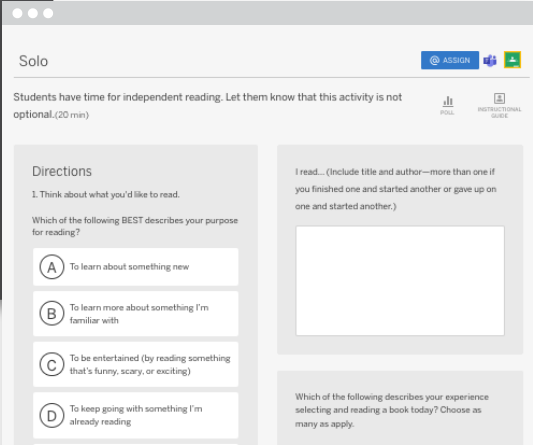 Solo
@ ASSIGN
Students have time for independent reading. Let them know that this activity is not
optional.(20 min)
POLL
INSTRUCTIONAL
GUIDE
Directions
1. Think about what you'd like to read.
Which of the following BEST describes your purpose
for reading?
A To learn about something new
B To learn more about something I'm
familiar with
C To be entertained (by reading something
that's funny, scary, or exciting)
D To keep going with something I'm
already reading
I read... (Include title and author—more than one if
you finished one and started another or gave up on
one and started another.)
Which of the following describes your experience
selecting and reading a book today? Choose as
many as apply.